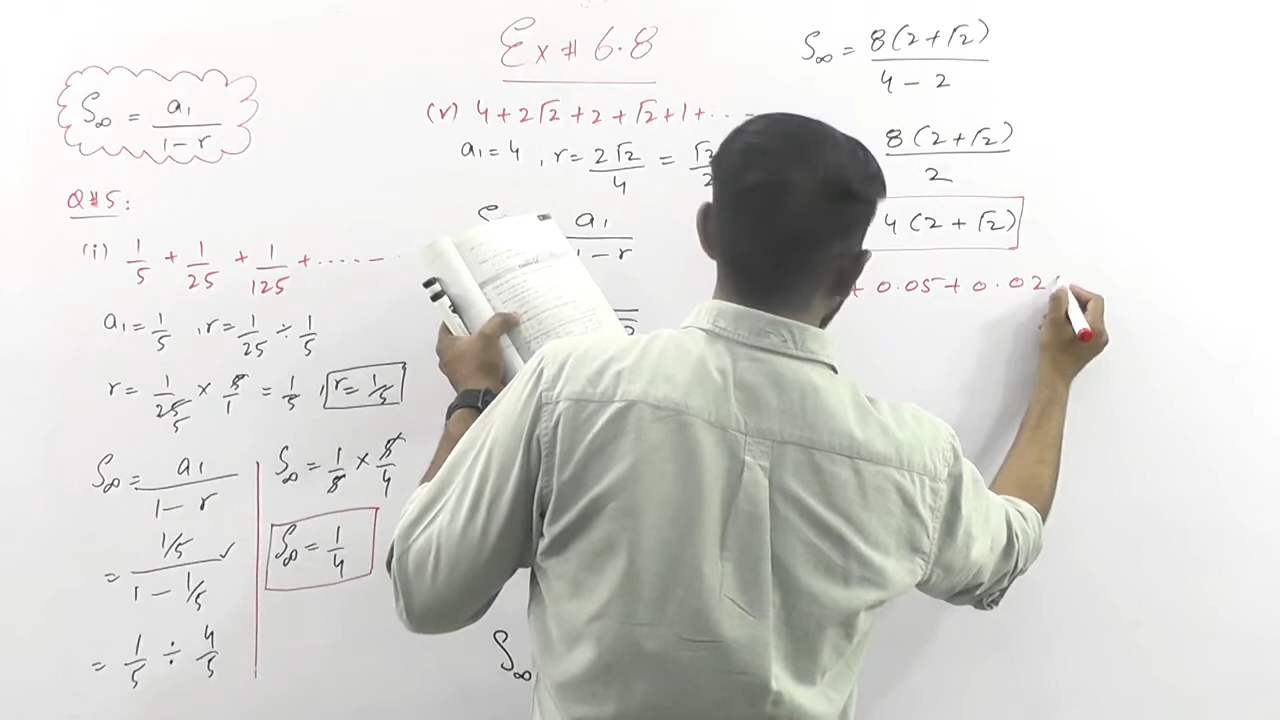 Ex # 6.8
S∞ = a₁ / 1 - r
Q#5:
(i) 1/5 + 1/25 + 1/125 + ......
a₁ = 1/5 , r = 1/25 ÷ 1/5
r = 1/25 × 5/1 = 1/5 , r = 1/5
5
S∞ = a₁ / 1 - r
= 1/5 / 1 - 1/5 ✓
= 1/5 ÷ 4/5
S∞ = 1/5 × 5/4
S∞ = 1/4
(v) 4 + 2√2 + 2 + √2 + 1 + ..
a₁ = 4 , r = 2√2 / 4 = √2 / 2
a₁ / 1 - r
S∞
S∞ = 8(2+√2) / 4 - 2
8(2+√2) / 2
4(2+√2)
+ 0.05 + 0.02